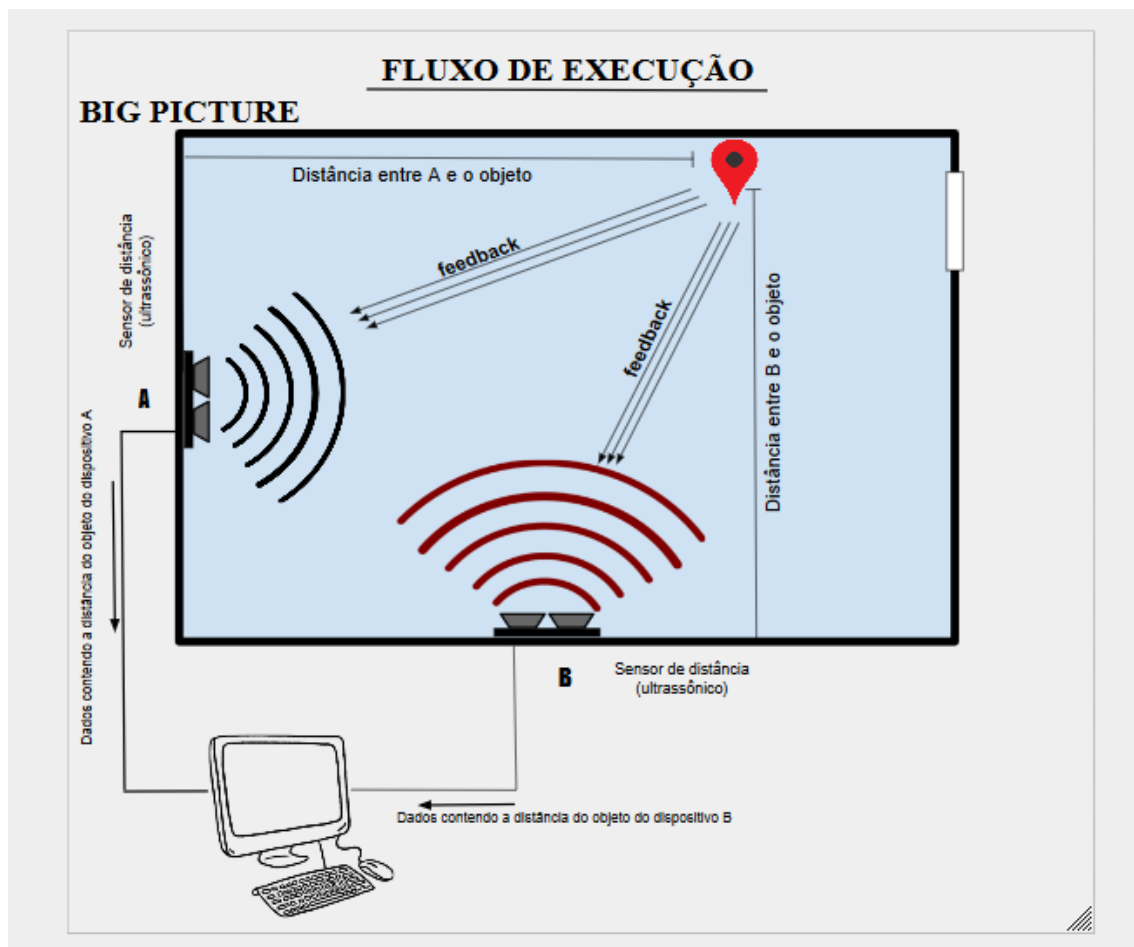 FLUXO DE EXECUÇÃO
BIG PICTURE
Distância entre A e o objeto
Sensor de distância
(ultrassônico)
feedback
feedback
Distância entre B e o objeto
A
Dados contendo a distância do objeto do dispositivo A
B
Sensor de distância
(ultrassônico)
Dados contendo a distância do objeto do dispositivo B